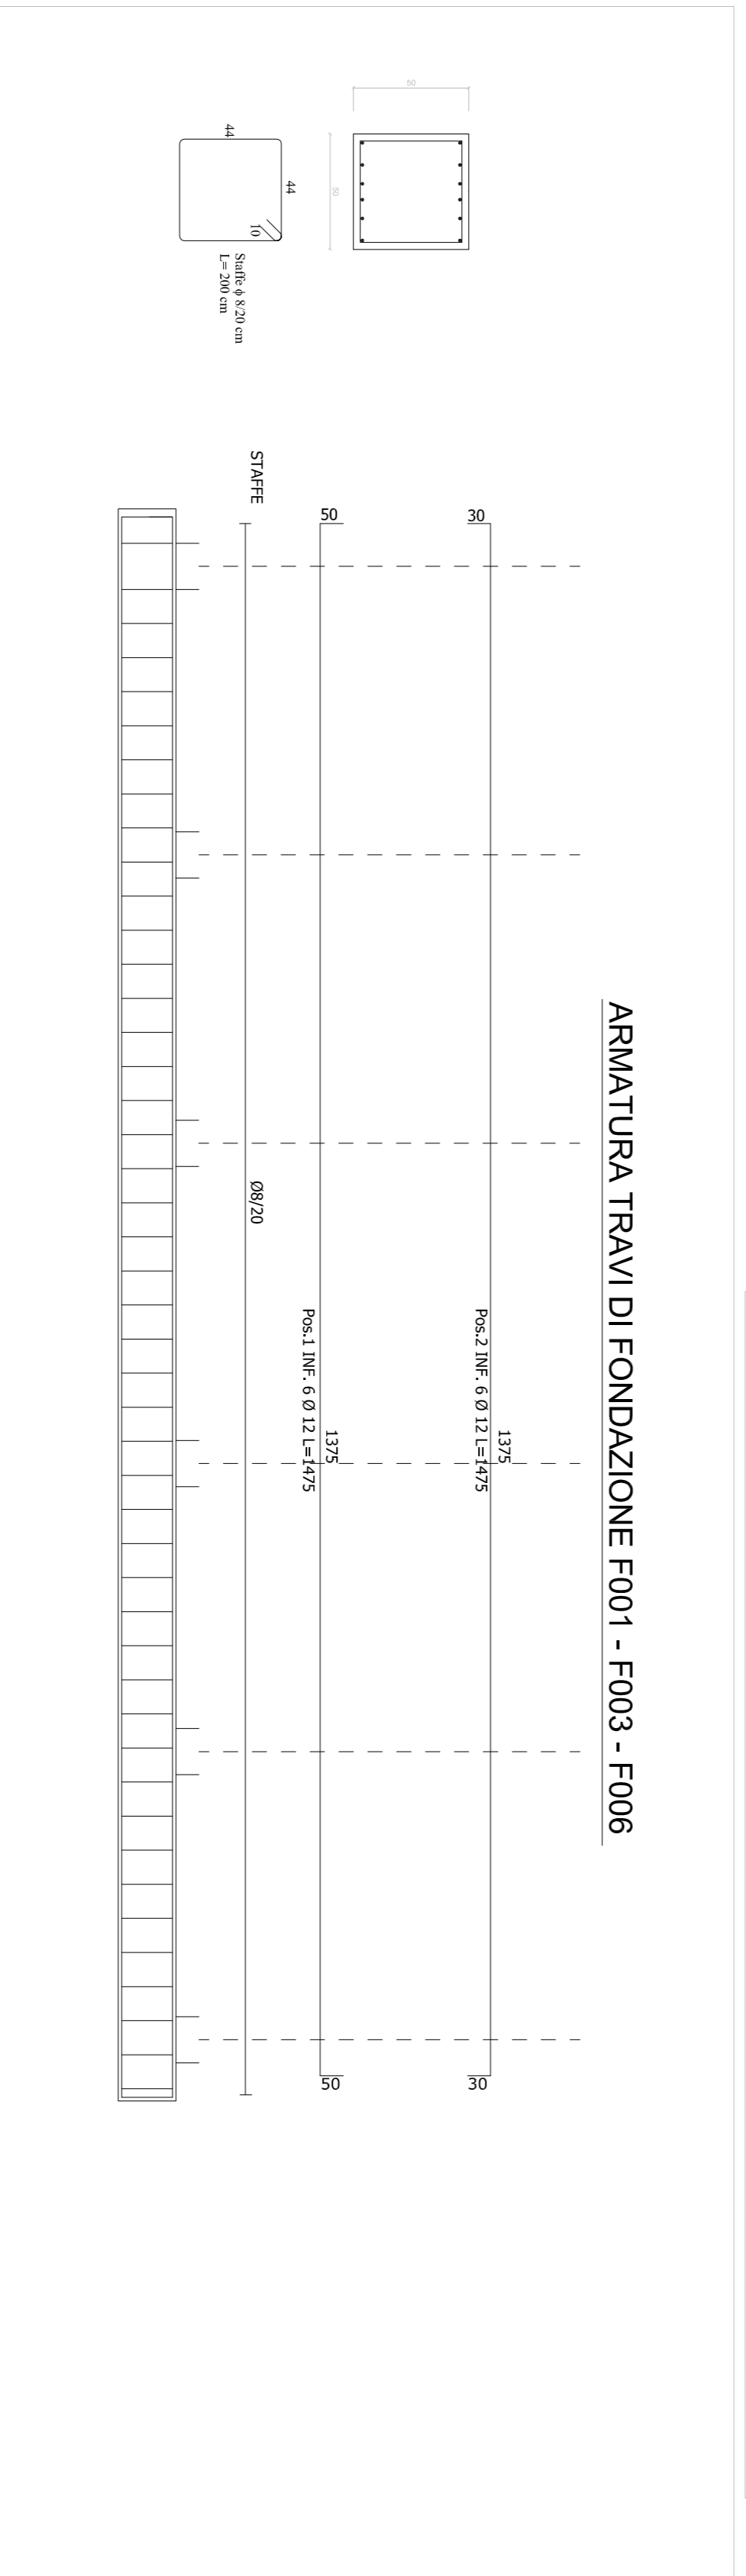 ARMATURA TRAVI DI FONDAZIONE F001 - F003 - F006
30
1375
30
Pos.2 INF. 6 Ø 12 L=1475
50
1375
50
Pos.1 INF. 6 Ø 12 L=1475
STAFFE
Ø8/20
50
50
44
44
10
Staffe ϕ 8/20 cm
L= 200 cm